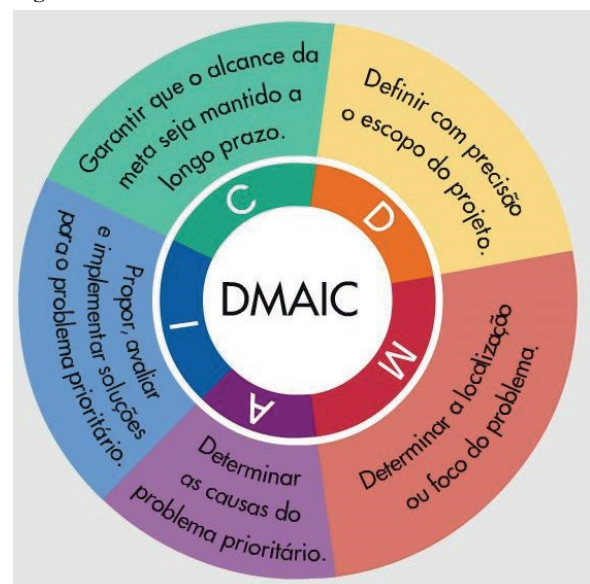 DMAIC
D
Definir com precisão
o escopo do projeto.
M
Determinar a localização
ou foco do problema.
A
Determinar
as causas do
problema prioritário.
I
Propor, avaliar
e implementar soluções
para o problema prioritário.
C
Garantir que o alcance da
meta seja mantido a
longo prazo.